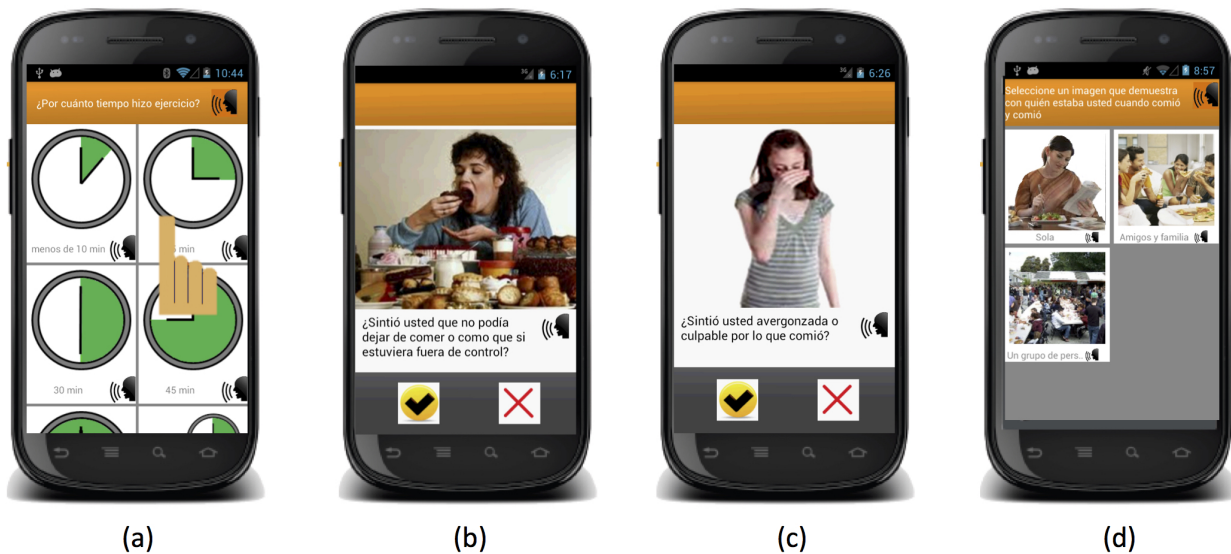 10:44
¿Por cuánto tiempo hizo ejercicio?
menos de 10 min
min
30 min
45 min
(a)
3G 6:17
¿Sintió usted que no podía
dejar de comer o como que si
estuviera fuera de control?
(b)
3G 6:26
¿Sintió usted avergonzada o
culpable por lo que comió?
(c)
8:57
Seleccione un imagen que demuestra
con quién estaba usted cuando comió
y comió
Sola
Amigos y familia
Un grupo de pers..
(d)